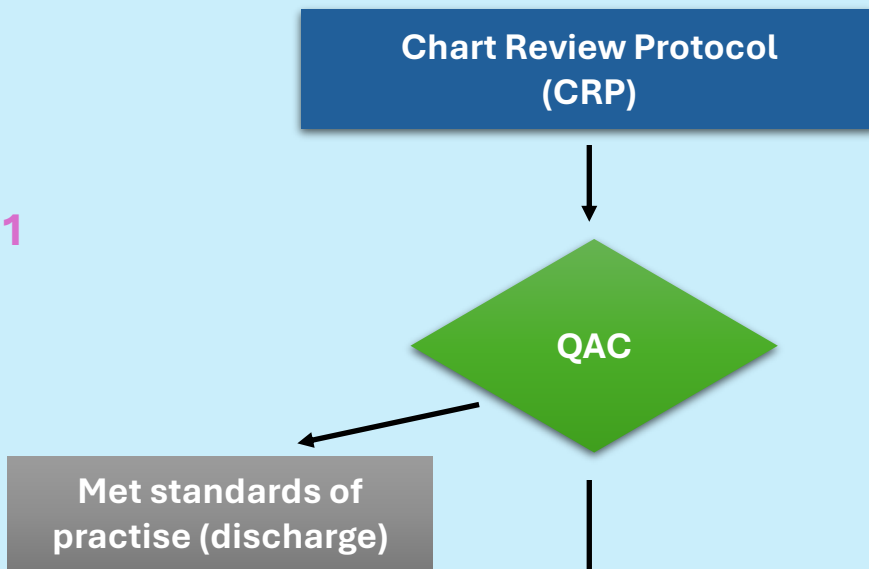 Chart Review Protocol
(CRP)
1
QAC
Met standards of
practise (discharge)